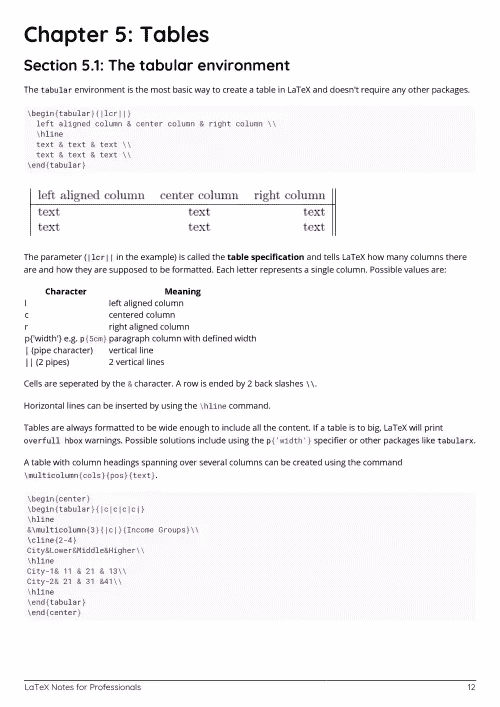 Chapter 5: Tables
Section 5.1: The tabular environment
The tabular environment is the most basic way to create a table in LaTeX and doesn't require any other packages.
\begin{tabular}{|lcr||}
left aligned column & center column & right column \\
\hline
text & text & text \\
text & text & text \\
\end{tabular}
left aligned column center column right column
text text text
text text text
The parameter (|lcr|| in the example) is called the table specification and tells LaTeX how many columns there
are and how they are supposed to be formatted. Each letter represents a single column. Possible values are:
Character Meaning
l left aligned column
c centered column
r right aligned column
p{'width'} e.g. p{5cm} paragraph column with defined width
| (pipe character) vertical line
|| (2 pipes) 2 vertical lines
Cells are seperated by the & character. A row is ended by 2 back slashes \\.
Horizontal lines can be inserted by using the \hline command.
Tables are always formatted to be wide enough to include all the content. If a table is to big, LaTeX will print
overfull hbox warnings. Possible solutions include using the p{'width'} specifier or other packages like tabularx.
A table with column headings spanning over several columns can be created using the command
\multicolumn{cols}{pos}{text}.
\begin{center}
\begin{tabular}{|c|c|c|c|}
\hline
&\multicolumn{3}{|c|}{Income Groups}\\
\cline{2-4}
City&Lower&Middle&Higher\\
\hline
City-1& 11 & 21 & 13\\
City-2& 21 & 31 &41\\
\hline
\end{tabular}
\end{center}
LaTeX Notes for Professionals 12